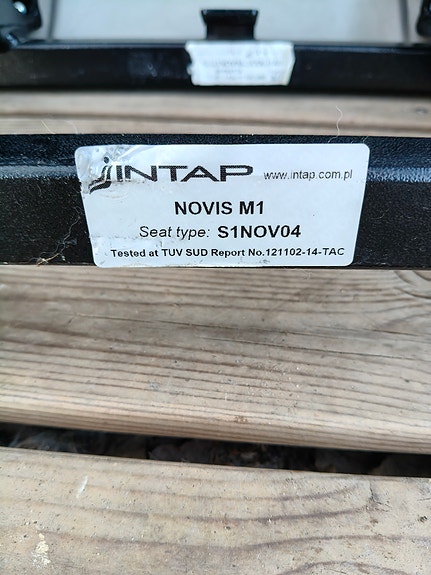 INTAP www.intap.com.pl
NOVIS M1
Seat type: S1NOV04
Tested at TUV SUD Report No.121102-14-TAC